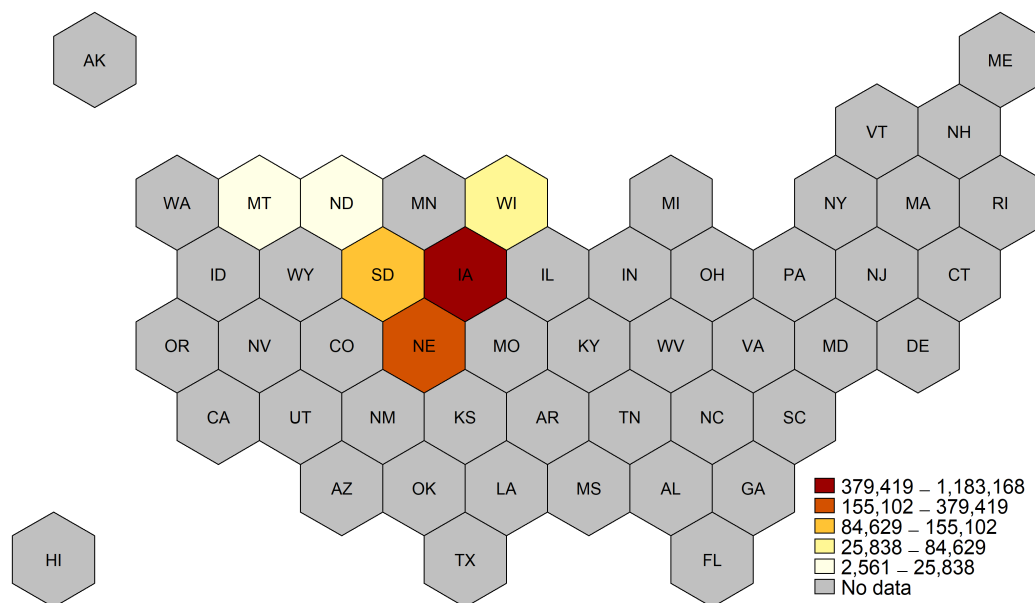 AK
ME
VT NH
WA MT ND MN WI MI NY MA RI
ID WY SD IA IL IN OH PA NJ CT
OR NV CO NE MO KY WV VA MD DE
CA UT NM KS AR TN NC SC
AZ OK LA MS AL GA
HI TX FL
379,419 – 1,183,168
155,102 – 379,419
84,629 – 155,102
25,838 – 84,629
2,561 – 25,838
No data